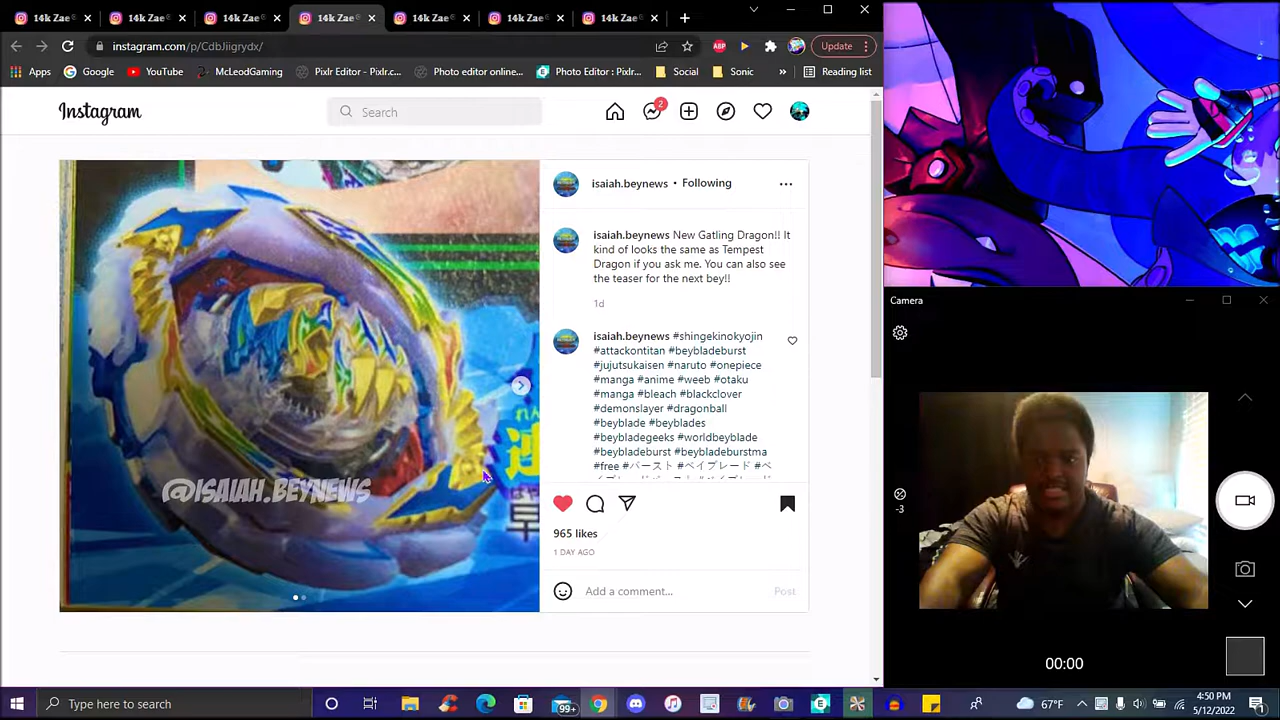 14k Zae
14k Zae
14k Zae
14k Zae
14k Zae
14k Zae
14k Zae
instagram.com/p/CdbJiigrydx/
ABP
Update
Apps
Google
YouTube
McLeodGaming
Pixlr Editor - Pixlr.c...
Photo editor online...
Photo Editor : Pixlr...
Social
Sonic
»
Reading list
Instagram
Search
2
isaiah.beynews • Following
isaiah.beynews New Gatling Dragon!! It
kind of looks the same as Tempest
Dragon if you ask me. You can also see
the teaser for the next bey!!
1d
isaiah.beynews #shingekinokyojin
#attackontitan #beybladeburst
#jujutsukaisen #naruto #onepiece
#manga #anime #weeb #otaku
#manga #bleach #blackclover
#demonslayer #dragonball
#beyblade #beyblades
#beybladegeeks #worldbeyblade
#beybladeburst #beybladeburstma
#free #バースト #ベイブレード #ベ
@ISAIAH.BEYNEWS
れん
連
早
965 likes
1 DAY AGO
Add a comment...
Post
Camera
-3
00:00
Type here to search
99+
67°F
4:50 PM
5/12/2022